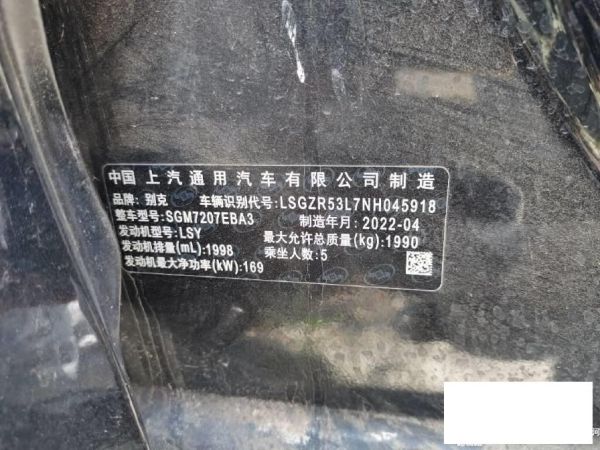 中国 上汽通用汽车有限公司制造
品牌:别克 车辆识别代号:LSGZR53L7NH045918
整车型号:SGM7207EBA3 制造年月:2022-04
发动机型号:LSY 最大允许总质量(kg):1990
发动机排量(mL):1998 乘坐人数:5
发动机最大净功率(kW):169
河